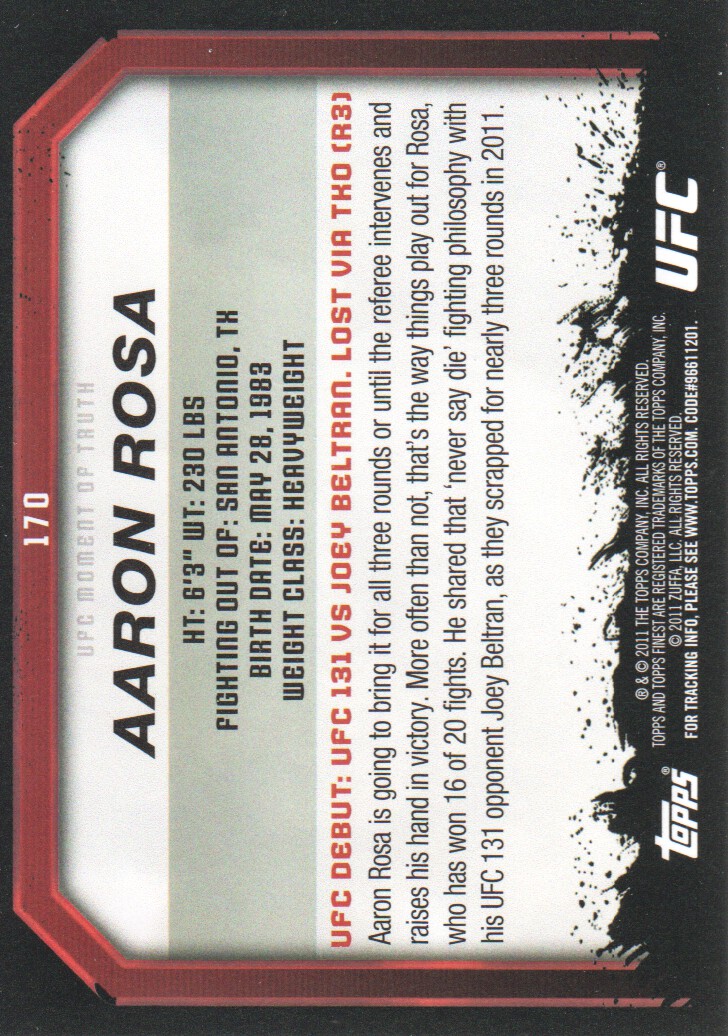 170
UFC MOMENT OF TRUTH
AARON ROSA
HT: 6'3" WT: 230 LBS
FIGHTING OUT OF: SAN ANTONIO, TX
BIRTH DATE: MAY 28, 1983
WEIGHT CLASS: HEAVYWEIGHT
UFC DEBUT: UFC 131 VS JOEY BELTRAN. LOST VIA TKO (R3)
Aaron Rosa is going to bring it for all three rounds or until the referee intervenes and
raises his hand in victory. More often than not, that's the way things play out for Rosa,
who has won 16 of 20 fights. He shared that 'never say die' fighting philosophy with
his UFC 131 opponent Joey Beltran, as they scrapped for nearly three rounds in 2011.
Topps®
® & © 2011 THE TOPPS COMPANY, INC. ALL RIGHTS RESERVED.
TOPPS AND TOPPS FINEST ARE REGISTERED TRADEMARKS OF THE TOPPS COMPANY, INC.
© 2011 ZUFFA, LLC. ALL RIGHTS RESERVED.
FOR TRACKING INFO, PLEASE SEE WWW.TOPPS.COM. CODE#96611201.
UFC®